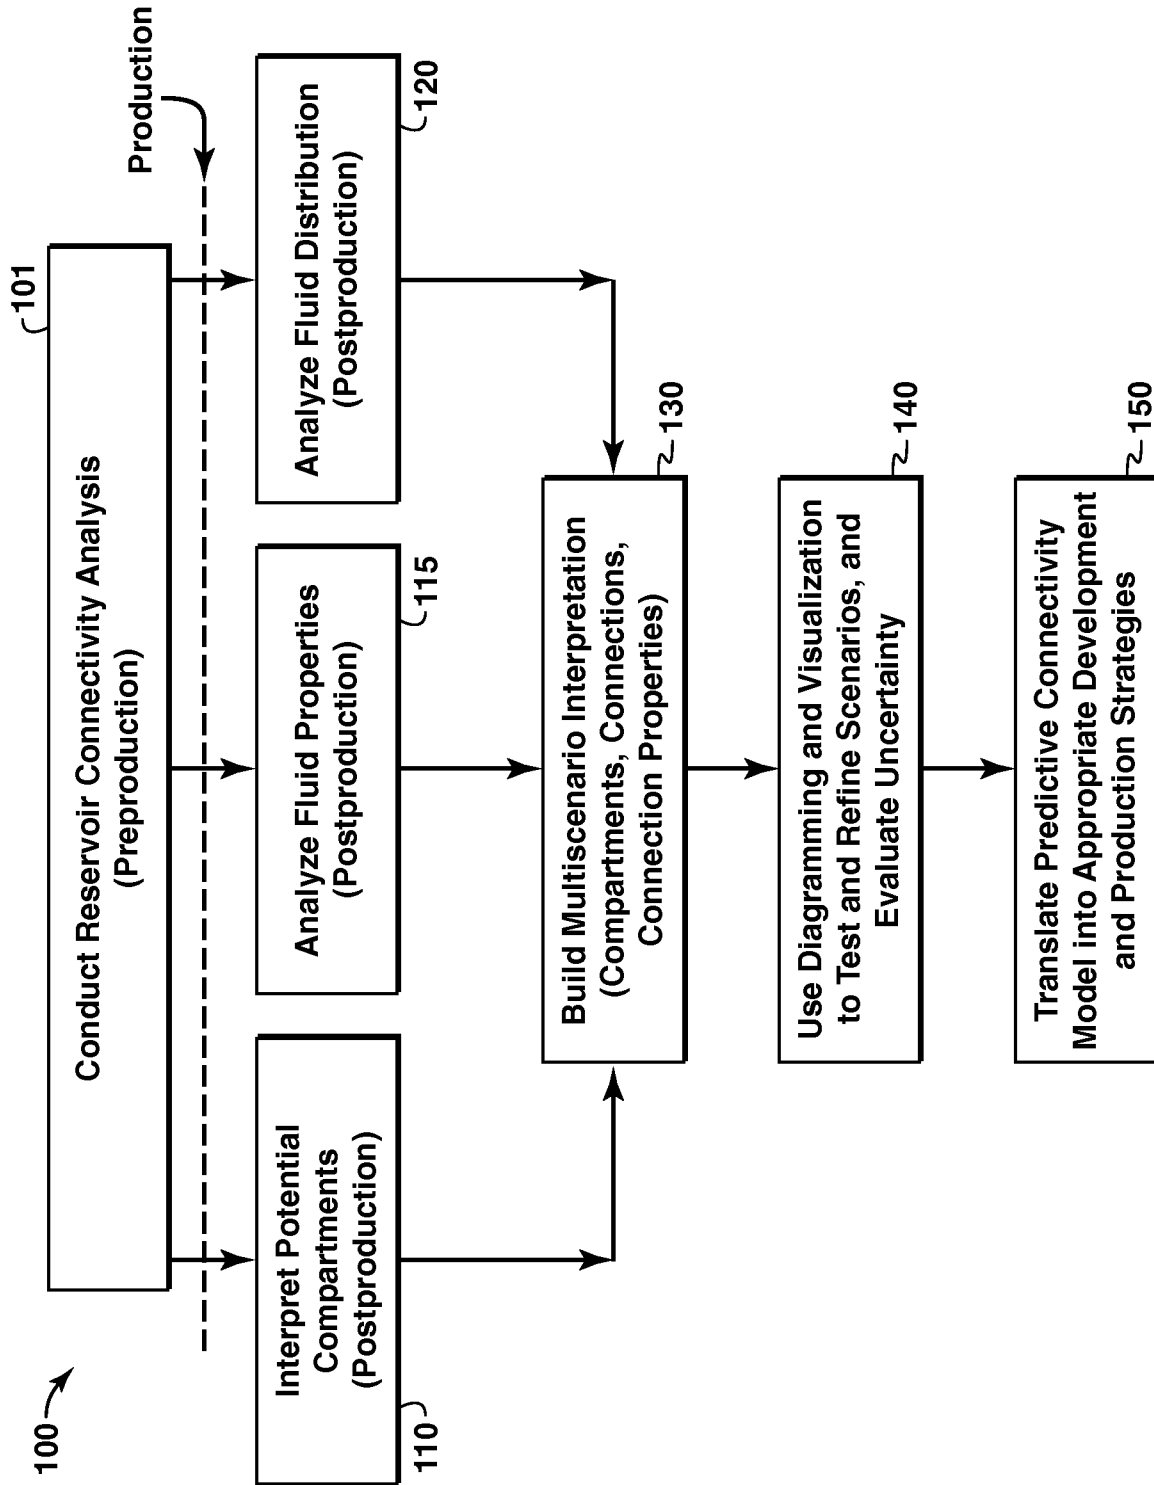 100
101
Conduct Reservoir Connectivity Analysis
(Preproduction)
Production
Interpret Potential
Compartments
(Postproduction)
110
Analyze Fluid Properties
(Postproduction)
115
Analyze Fluid Distribution
(Postproduction)
120
Build Multiscenario Interpretation
(Compartments, Connections,
Connection Properties)
130
Use Diagramming and Visualization
to Test and Refine Scenarios, and
Evaluate Uncertainty
140
Translate Predictive Connectivity
Model into Appropriate Development
and Production Strategies
150